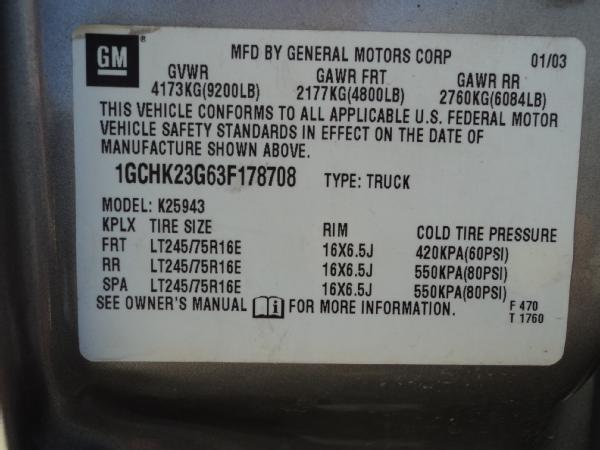 GM
MFD BY GENERAL MOTORS CORP 01/03
GVWR GAWR FRT GAWR RR
4173KG(9200LB) 2177KG(4800LB) 2760KG(6084LB)
THIS VEHICLE CONFORMS TO ALL APPLICABLE U.S. FEDERAL MOTOR
VEHICLE SAFETY STANDARDS IN EFFECT ON THE DATE OF
MANUFACTURE SHOWN ABOVE.
1GCHK23G63F178708 TYPE: TRUCK
MODEL: K25943
KPLX TIRE SIZE RIM COLD TIRE PRESSURE
FRT LT245/75R16E 16X6.5J 420KPA(60PSI)
RR LT245/75R16E 16X6.5J 550KPA(80PSI)
SPA LT245/75R16E 16X6.5J 550KPA(80PSI)
SEE OWNER'S MANUAL FOR MORE INFORMATION. F 470
T 1760